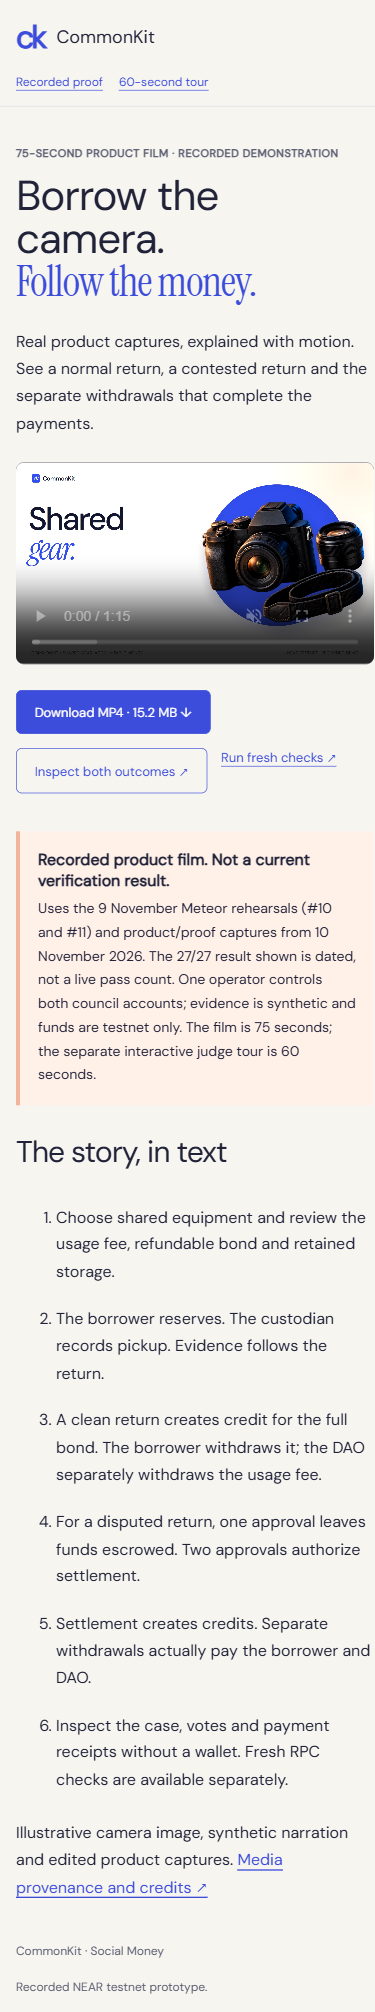 ck CommonKit
Recorded proof 60-second tour
75-SECOND PRODUCT FILM · RECORDED DEMONSTRATION
Borrow the
camera.
Follow the money.
Real product captures, explained with motion.
See a normal return, a contested return and the
separate withdrawals that complete the
payments.
CommonKit
Shared
gear.
0:00 / 1:15
Download MP4 · 15.2 MB ↓
Inspect both outcomes ↗
Run fresh checks ↗
Recorded product film. Not a current
verification result.
Uses the 9 November Meteor rehearsals (#10
and #11) and product/proof captures from 10
November 2026. The 27/27 result shown is dated,
not a live pass count. One operator controls
both council accounts; evidence is synthetic and
funds are testnet only. The film is 75 seconds;
the separate interactive judge tour is 60
seconds.
The story, in text
1. Choose shared equipment and review the
usage fee, refundable bond and retained
storage.
2. The borrower reserves. The custodian
records pickup. Evidence follows the
return.
3. A clean return creates credit for the full
bond. The borrower withdraws it; the DAO
separately withdraws the usage fee.
4. For a disputed return, one approval leaves
funds escrowed. Two approvals authorize
settlement.
5. Settlement creates credits. Separate
withdrawals actually pay the borrower and
DAO.
6. Inspect the case, votes and payment
receipts without a wallet. Fresh RPC
checks are available separately.
Illustrative camera image, synthetic narration
and edited product captures. Media
provenance and credits ↗
CommonKit · Social Money
Recorded NEAR testnet prototype.